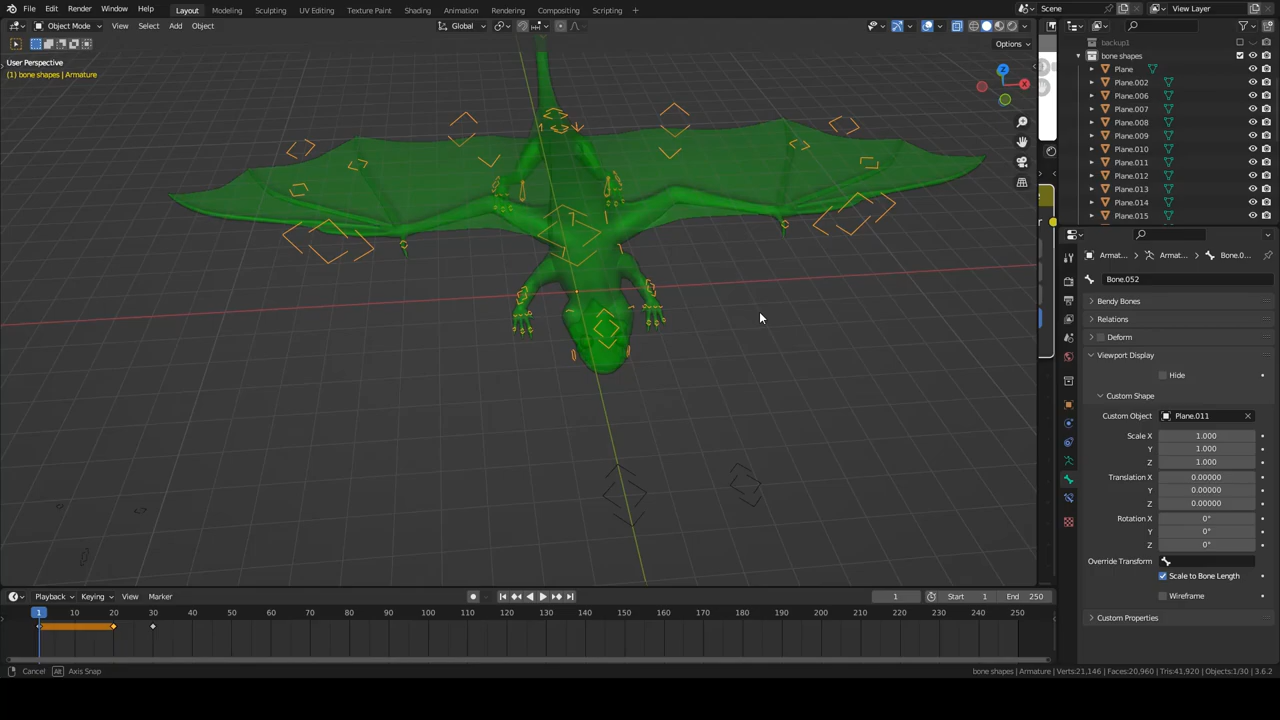 File Edit Render Window Help Layout Modeling Sculpting UV Editing Texture Paint Shading Animation Rendering Compositing Scripting + Scene View Layer
Object Mode View Select Add Object Global
Options
User Perspective
(1) bone shapes | Armature
backup1
bone shapes
Plane
Plane.002
Plane.006
Plane.007
Plane.008
Plane.009
Plane.010
Plane.011
Plane.012
Plane.013
Plane.014
Plane.015
Z
X
Armat... Armat... Bone.0...
Bone.052
Bendy Bones
Relations
Deform
Viewport Display
Hide
Custom Shape
Custom Object Plane.011
Scale X 1.000
Y 1.000
Z 1.000
Translation X 0.00000
Y 0.00000
Z 0.00000
Rotation X 0°
Y 0°
Z 0°
Override Transform
Scale to Bone Length
Wireframe
Custom Properties
Playback Keying View Marker 1 Start 1 End 250
1 10 20 30 40 50 60 70 80 90 100 110 120 130 140 150 160 170 180 190 200 210 220 230 240 250
Cancel Alt Axis Snap bone shapes | Armature | Verts:21,146 | Faces:20,960 | Tris:41,920 | Objects:1/30 | 3.6.2